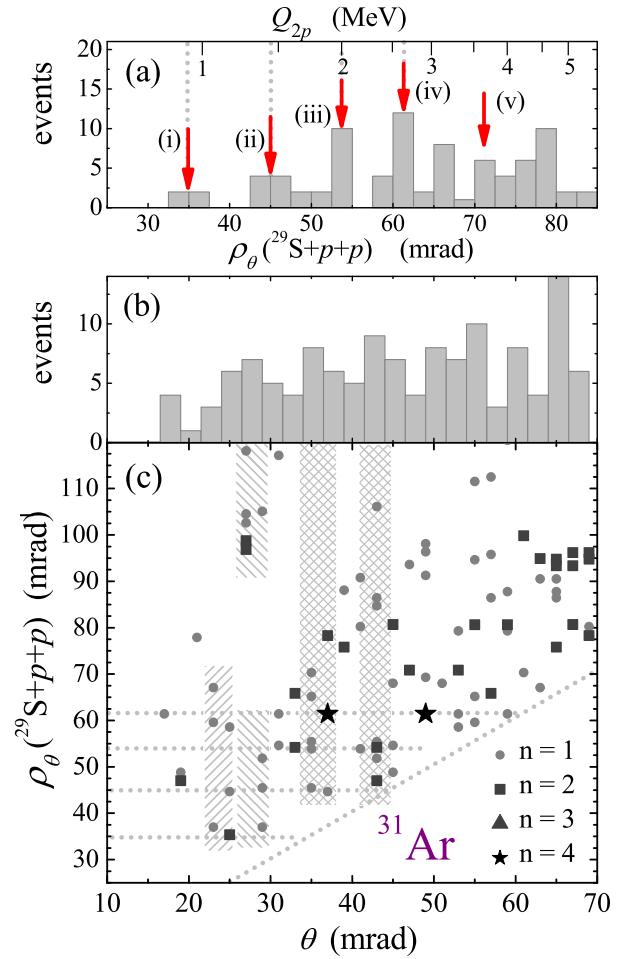 Q2p (MeV)
(a)
1 2 3 4 5
(i) (ii) (iii) (iv) (v)
events
20
15
10
5
0
30 40 50 60 70 80
ρθ(²⁹S+p+p) (mrad)
(b)
events
10
5
0
(c)
ρθ(²⁹S+p+p) (mrad)
110
100
90
80
70
60
50
40
30
³¹Ar
n = 1
n = 2
n = 3
n = 4
10 20 30 40 50 60 70
θ (mrad)